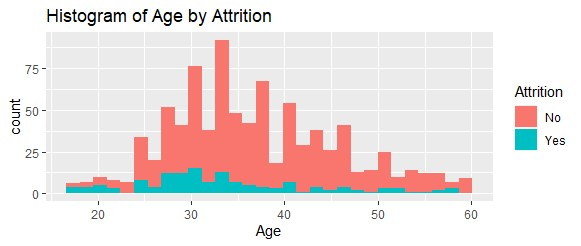 Histogram of Age by Attrition
75
50
25
0
count
20 30 40 50 60
Age
Attrition
No
Yes